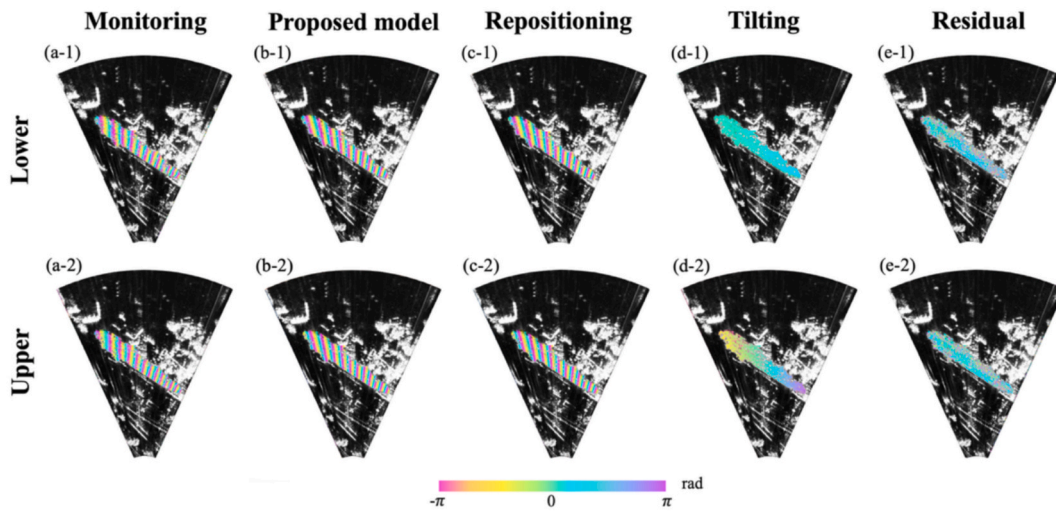 Monitoring Proposed model Repositioning Tilting Residual
(a-1) (b-1) (c-1) (d-1) (e-1)
Lower
(a-2) (b-2) (c-2) (d-2) (e-2)
Upper
rad
-π 0 π